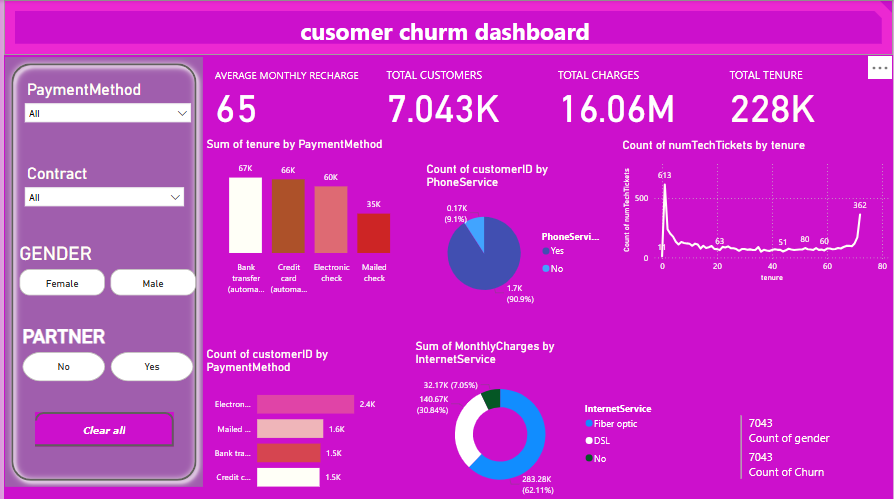 cusomer churm dashboard
PaymentMethod
All
Contract
All
GENDER
Female
Male
PARTNER
No
Yes
Clear all
AVERAGE MONTHLY RECHARGE
65
TOTAL CUSTOMERS
7.043K
TOTAL CHARGES
16.06M
TOTAL TENURE
228K
Sum of tenure by PaymentMethod
67K
66K
60K
35K
Bank
transfer
(automa...
Credit
card
(automa...
Electronic
check
Mailed
check
Count of customerID by
PhoneService
0.17K
(9.1%)
1.7K
(90.9%)
PhoneServi...
Yes
No
Count of numTechTickets by tenure
Count of numTechTickets
500
0
613
11
63
51
80
60
362
0
20
40
60
80
tenure
Count of customerID by
PaymentMethod
Electron...
2.4K
Mailed ...
1.6K
Bank tra...
1.5K
Credit c...
1.5K
Sum of MonthlyCharges by
InternetService
32.17K (7.05%)
140.67K
(30.84%)
283.28K
(62.11%)
InternetService
Fiber optic
DSL
No
7043
Count of gender
7043
Count of Churn